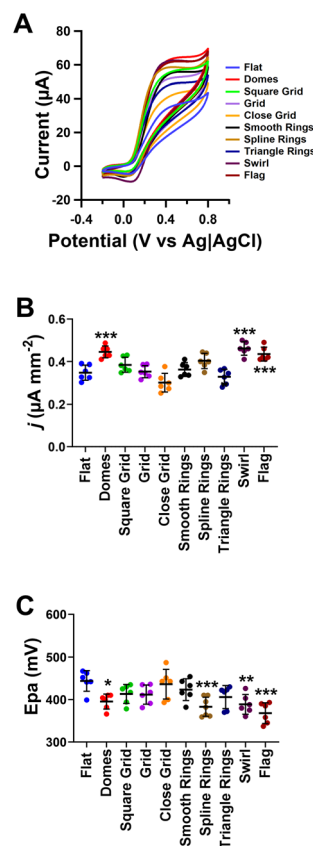 A
Current (µA)
80
60
40
20
0
-20
-0.4
0.0
0.4
0.8
Potential (V vs Ag|AgCl)
Flat
Domes
Square Grid
Grid
Close Grid
Smooth Rings
Spline Rings
Triangle Rings
Swirl
Flag
B
j (µA mm-2)
0.6
0.4
0.2
0.0
***
***
***
Flat
Domes
Square Grid
Grid
Close Grid
Smooth Rings
Spline Rings
Triangle Rings
Swirl
Flag
C
Epa (mV)
600
500
400
300
*
***
**
***
Flat
Domes
Square Grid
Grid
Close Grid
Smooth Rings
Spline Rings
Triangle Rings
Swirl
Flag